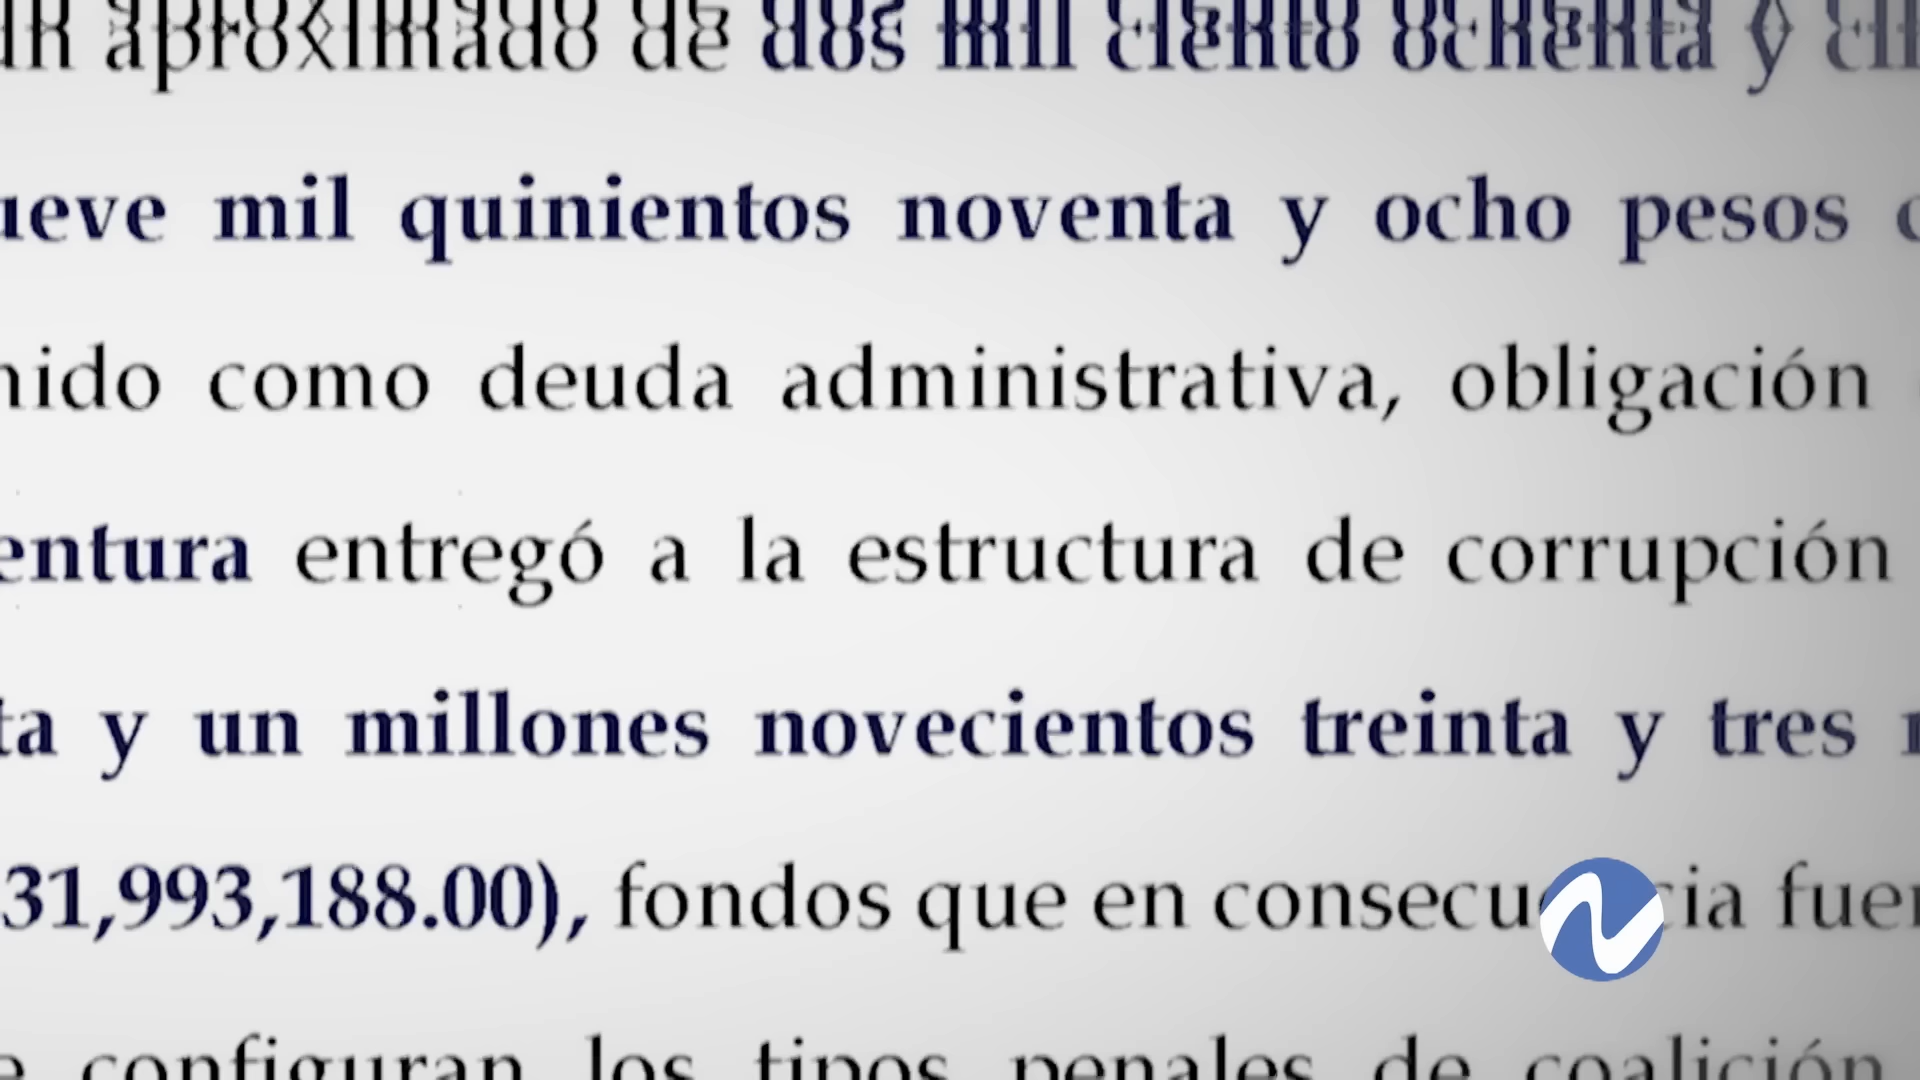 un aproximado de dos mil ciento ochenta y
ueve mil quinientos noventa y ocho pesos
nido como deuda administrativa, obligación
entura entregó a la estructura de corrupción
ta y un millones novecientos treinta y tres
31,993,188.00), fondos que en consecu cia fuer
e configuran los tipos penales de coalición